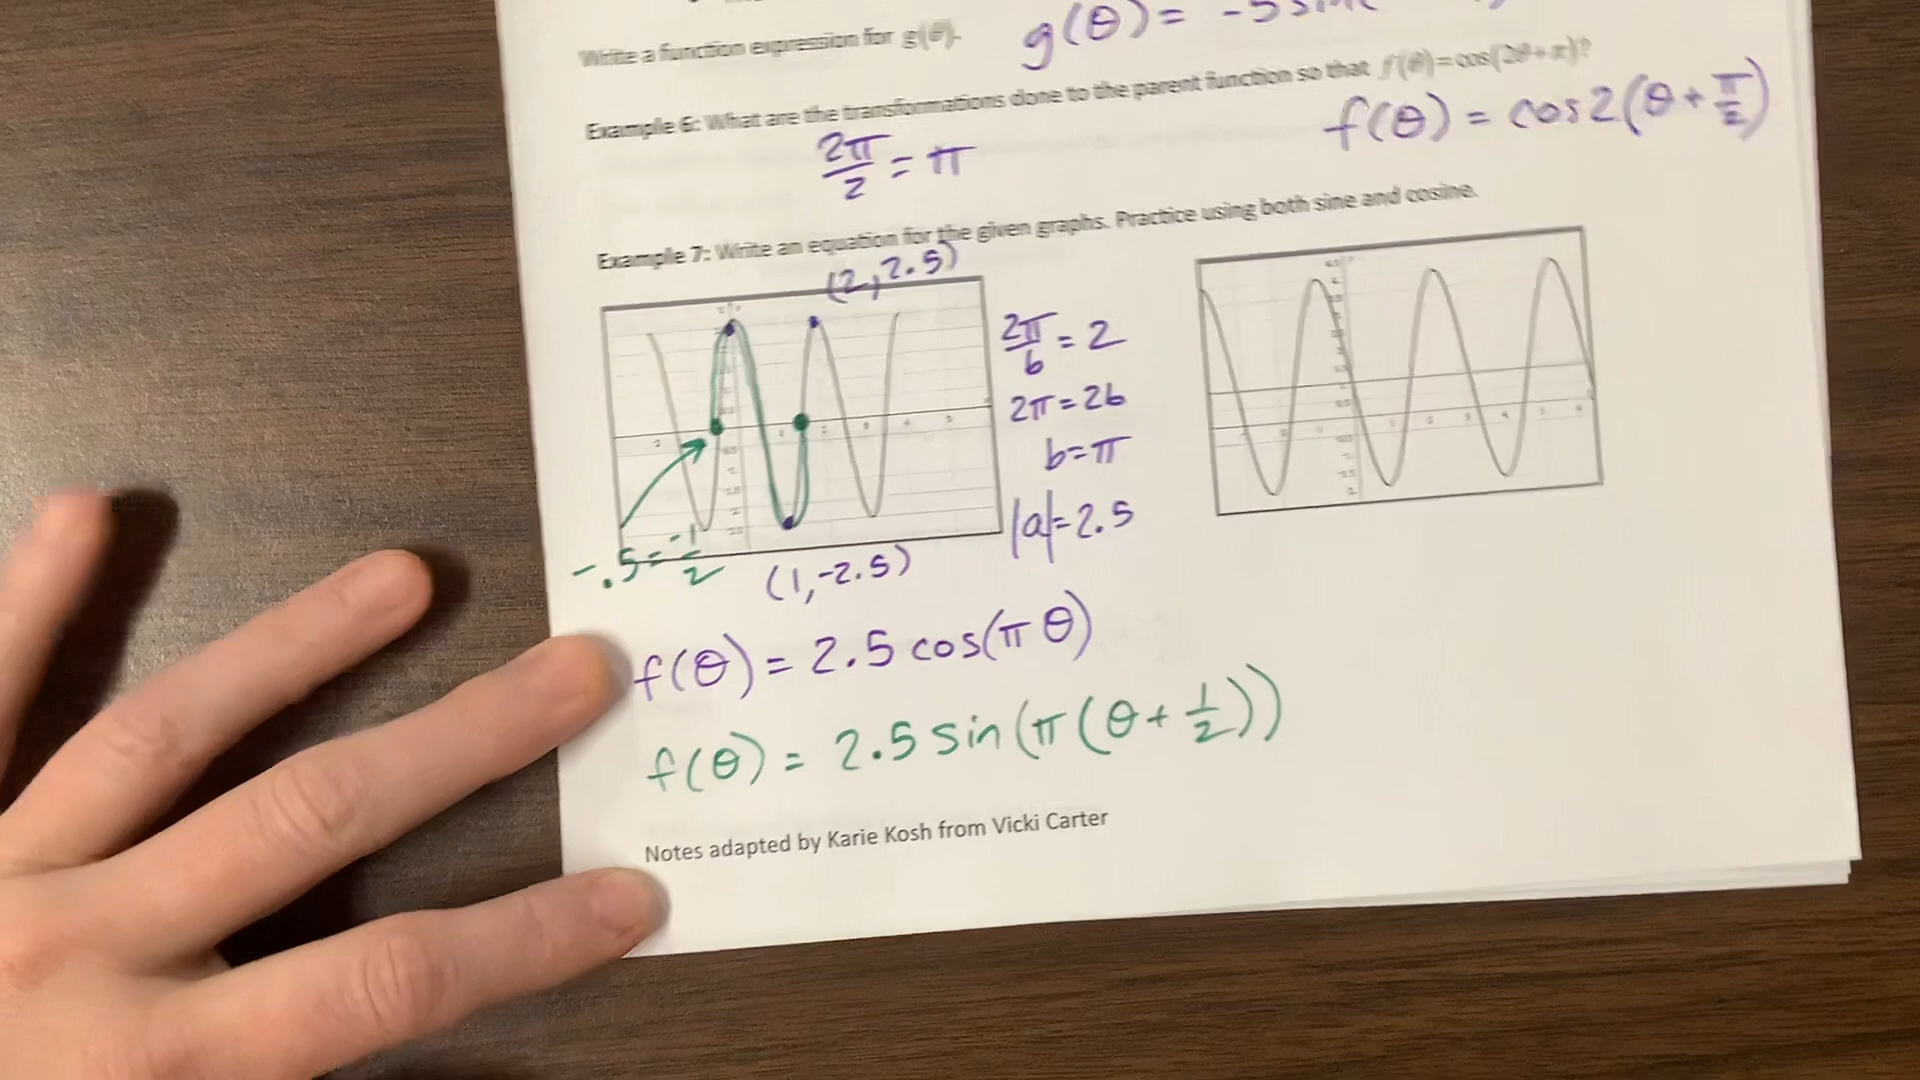 g(θ) = -5 sin(
Write a function expression for g(θ).
Example 6: What are the transformations done to the parent function so that f(θ)=cos(2θ+π)?
f(θ) = cos2(θ+π/2)
2π/2 = π
Example 7: Write an equation for the given graphs. Practice using both sine and cosine.
(2,2.5)
2π/b = 2
2π=2b
b=π
|a|=2.5
-.5=-1/2
(1,-2.5)
f(θ) = 2.5 cos(π θ)
f(θ) = 2.5 sin(π(θ+1/2))
Notes adapted by Karie Kosh from Vicki Carter